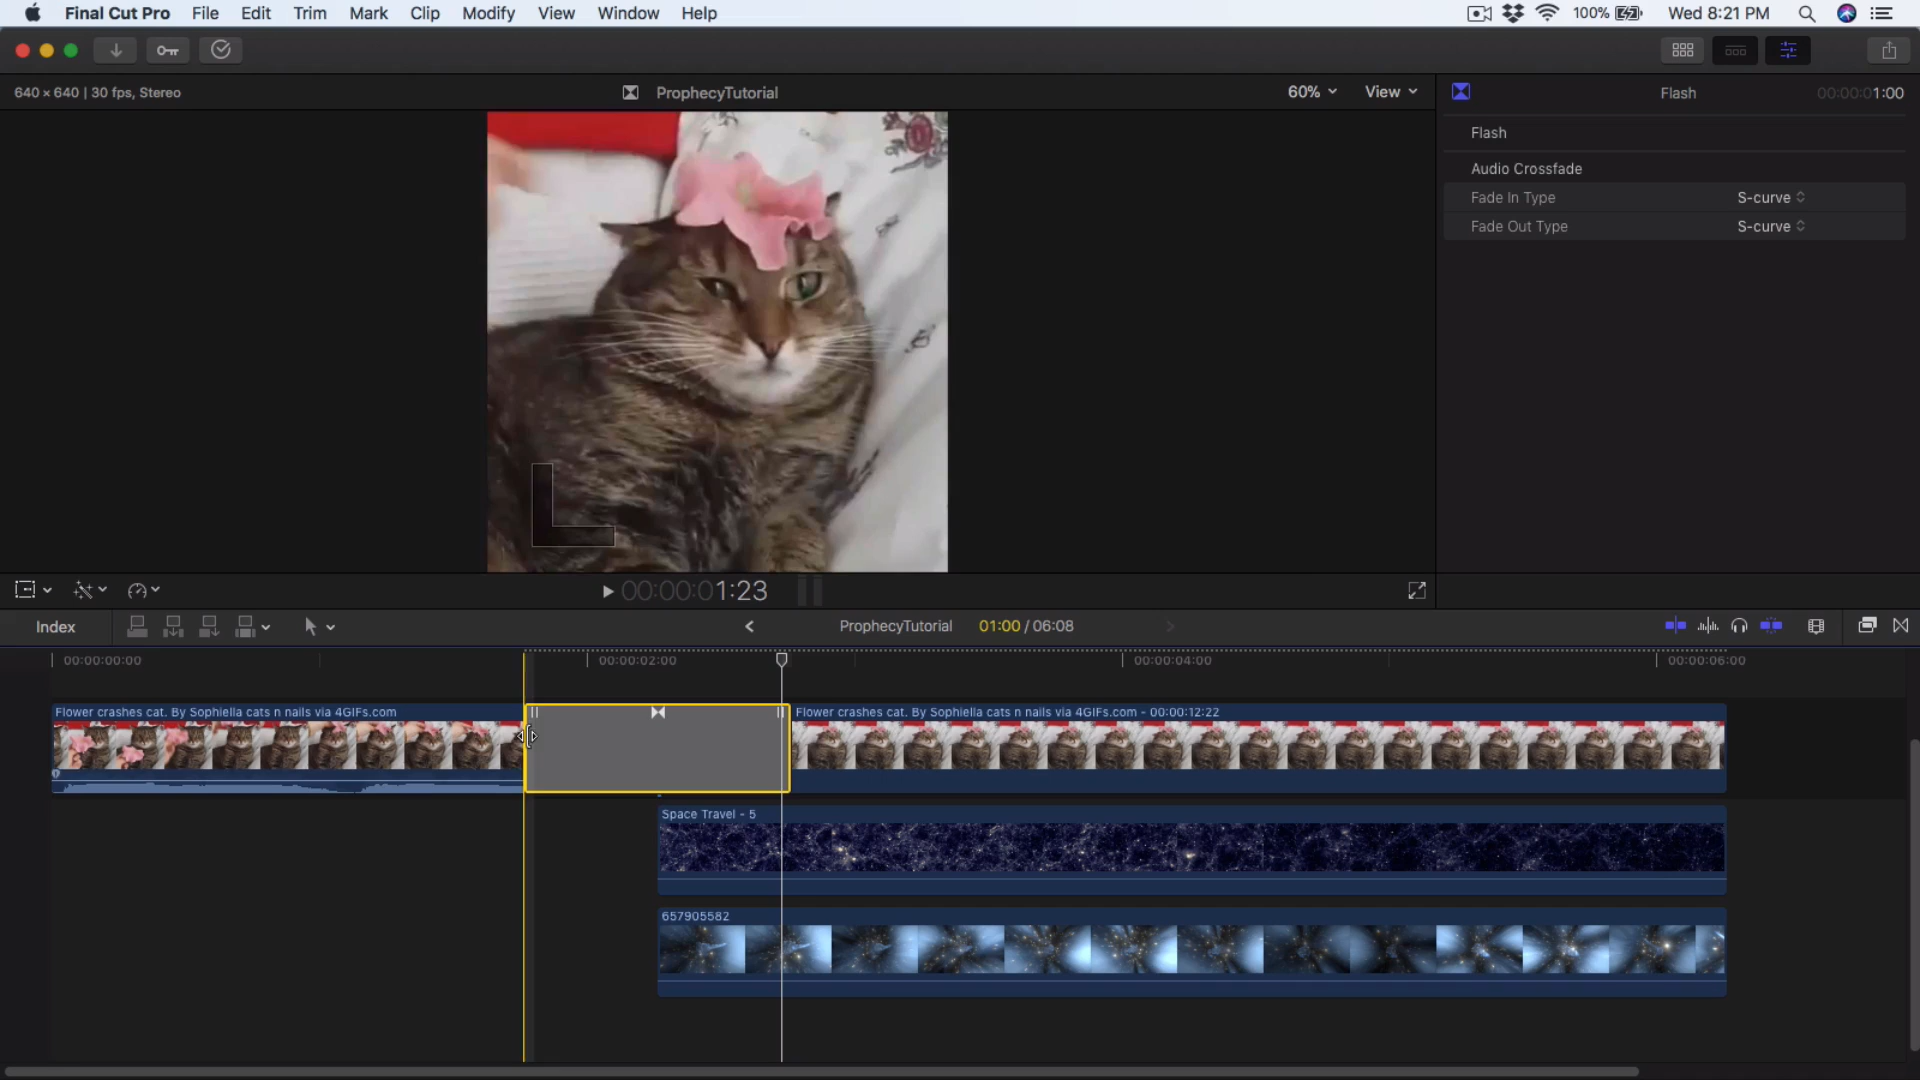 Final Cut Pro File Edit Trim Mark Clip Modify View Window Help 100% Wed 8:21 PM
640 × 640 | 30 fps, Stereo ProphecyTutorial 60% View Flash 00:00:01:00
Flash
Audio Crossfade
Fade In Type S-curve
Fade Out Type S-curve
00:00:01:23
Index ProphecyTutorial 01:00 / 06:08
00:00:00:00 00:00:02:00 00:00:04:00 00:00:06:00
Flower crashes cat. By Sophiella cats n nails via 4GIFs.com Flower crashes cat. By Sophiella cats n nails via 4GIFs.com - 00:00:12:22
Space Travel - 5
657905582